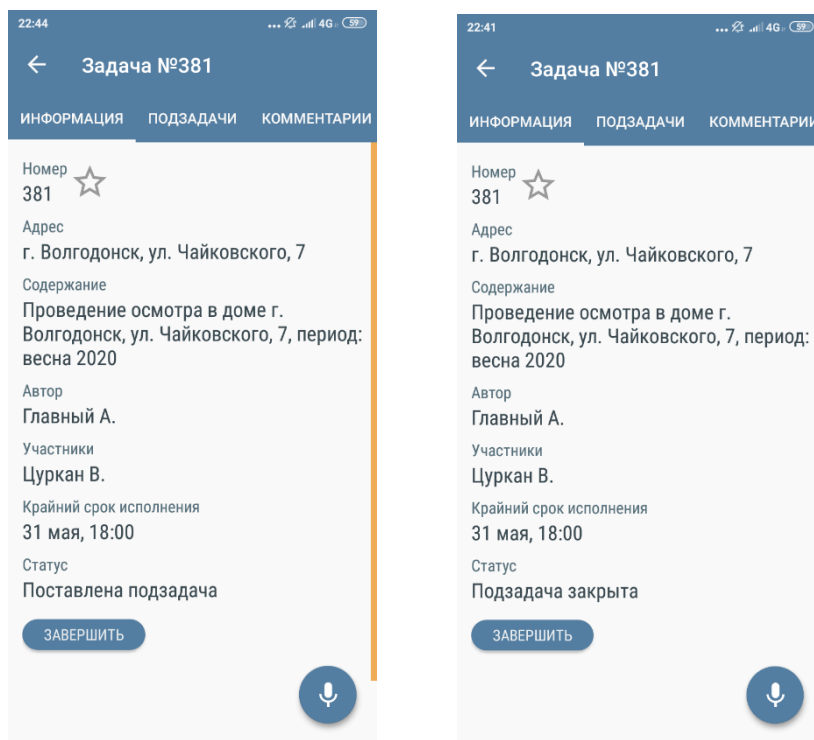 22:44
... 4G 59
Задача №381
ИНФОРМАЦИЯ ПОДЗАДАЧИ КОММЕНТАРИИ
Номер
381
Адрес
г. Волгодонск, ул. Чайковского, 7
Содержание
Проведение осмотра в доме г.
Волгодонск, ул. Чайковского, 7, период:
весна 2020
Автор
Главный А.
Участники
Цуркан В.
Крайний срок исполнения
31 мая, 18:00
Статус
Поставлена подзадача
ЗАВЕРШИТЬ
22:41
... 4G 59
Задача №381
ИНФОРМАЦИЯ ПОДЗАДАЧИ КОММЕНТАРИИ
Номер
381
Адрес
г. Волгодонск, ул. Чайковского, 7
Содержание
Проведение осмотра в доме г.
Волгодонск, ул. Чайковского, 7, период:
весна 2020
Автор
Главный А.
Участники
Цуркан В.
Крайний срок исполнения
31 мая, 18:00
Статус
Подзадача закрыта
ЗАВЕРШИТЬ